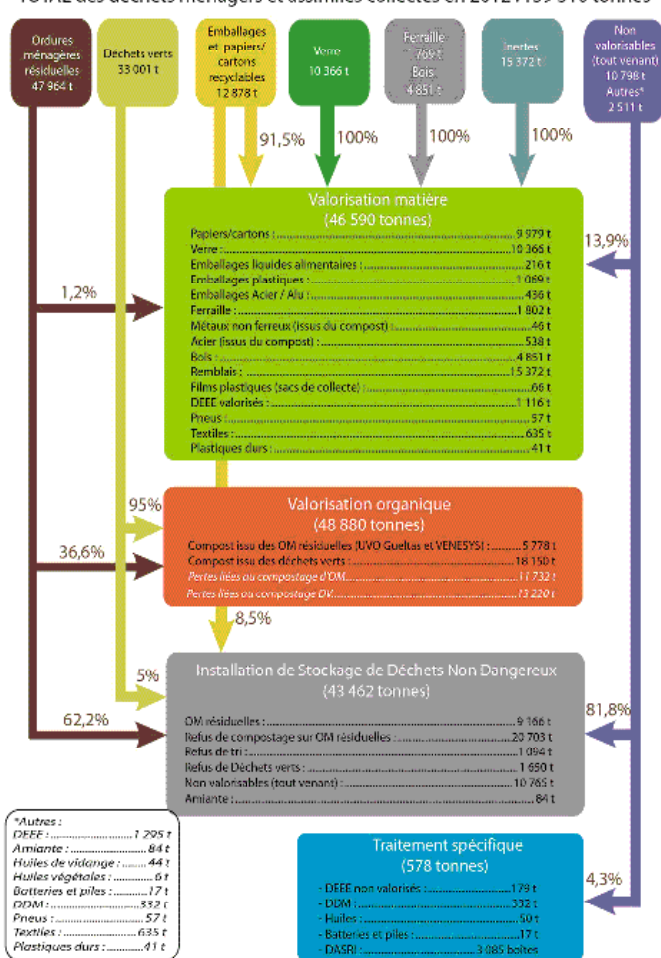 TOTAL des déchets ménagers et assimilés collectés en 2012 : 139 510 tonnes
Ordures
ménagères
résiduelles
47 964 t
Déchets verts
33 001 t
Emballages
et papiers/
cartons
recyclables
12 878 t
Verre
10 366 t
Ferraille
769 t
Bois
4 851 t
Inertes
15 372 t
Non
valorisables
(tout venant)
10 798 t
Autres*
2 511 t
91,5%
100%
100%
100%
Valorisation matière
(46 590 tonnes)
Papiers/cartons : 9 979 t
Verre : 10 366 t
Emballages liquides alimentaires : 216 t
Emballages plastiques : 1 069 t
Emballages Acier / Alu : 436 t
Ferraille : 1 802 t
Métaux non ferreux (issus du compost) : 46 t
Acier (issus du compost) : 538 t
Bois : 4 851 t
Remblais : 15 372 t
Films plastiques (sacs de collecte) : 66 t
DEEE valorisés : 1 116 t
Pneus : 57 t
Textiles : 635 t
Plastiques durs : 41 t
13,9%
1,2%
95%
Valorisation organique
(48 880 tonnes)
Compost issu des OM résiduelles (UVO Gueltas et VENESYS) : 5 778 t
Compost issu des déchets verts : 18 150 t
Pertes liées au compostage d'OM 11 732 t
Pertes liées au compostage DV 13 220 t
36,6%
8,5%
5%
Installation de Stockage de Déchets Non Dangereux
(43 462 tonnes)
OM résiduelles : 9 166 t
Refus de compostage sur OM résiduelles : 20 703 t
Refus de tri : 1 094 t
Refus de Déchets verts : 1 650 t
Non valorisables (tout venant) : 10 765 t
Amiante : 84 t
62,2%
81,8%
*Autres :
DEEE : 1 295 t
Amiante : 84 t
Huiles de vidange : 44 t
Huiles végétales : 6 t
Batteries et piles : 17 t
DDM : 332 t
Pneus : 57 t
Textiles : 635 t
Plastiques durs : 41 t
Traitement spécifique
(578 tonnes)
- DEEE non valorisés : 179 t
- DDM : 332 t
- Huiles : 50 t
- Batteries et piles : 17 t
- DASRI : 3 085 boîtes
4,3%